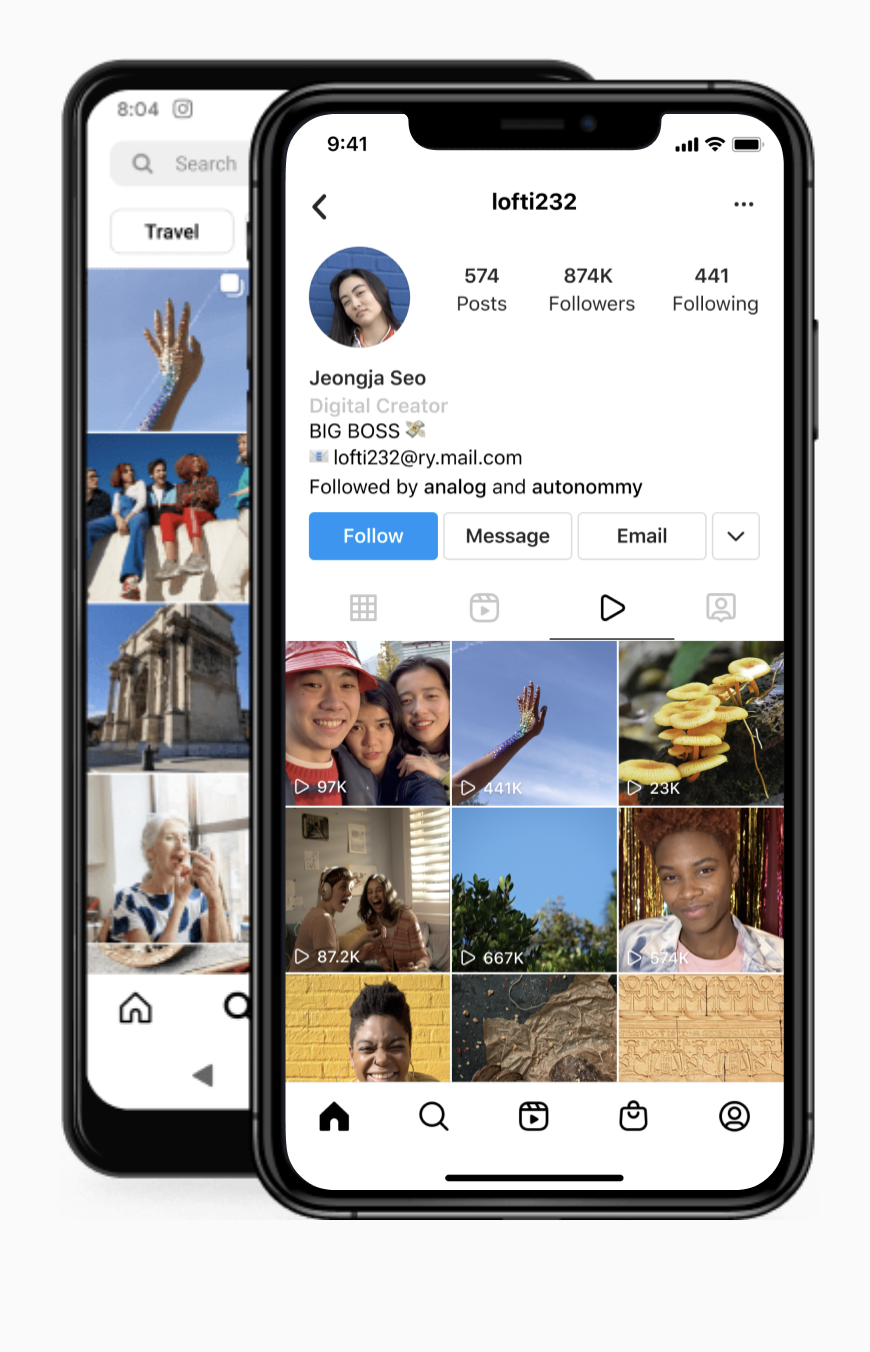 8:04
Search
Travel
9:41
lofti232
574 874K 441
Posts Followers Following
Jeongja Seo
Digital Creator
BIG BOSS 💸
📧 lofti232@ry.mail.com
Followed by analog and autonommy
Follow Message Email
97K 441K 23K
87.2K 667K 574K